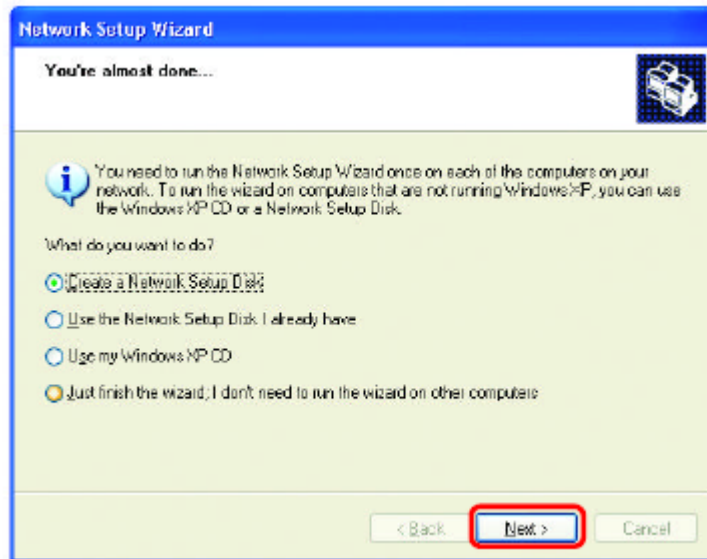 Network Setup Wizard
You're almost done...
You need to run the Network Setup Wizard once on each of the computers on your
network. To run the wizard on computers that are not running Windows XP, you can use
the Windows XP CD or a Network Setup Disk.
What do you want to do?
Create a Network Setup Disk
Use the Network Setup Disk I already have
Use my Windows XP CD
Just finish the wizard; I don't need to run the wizard on other computers
< Back
Next >
Cancel